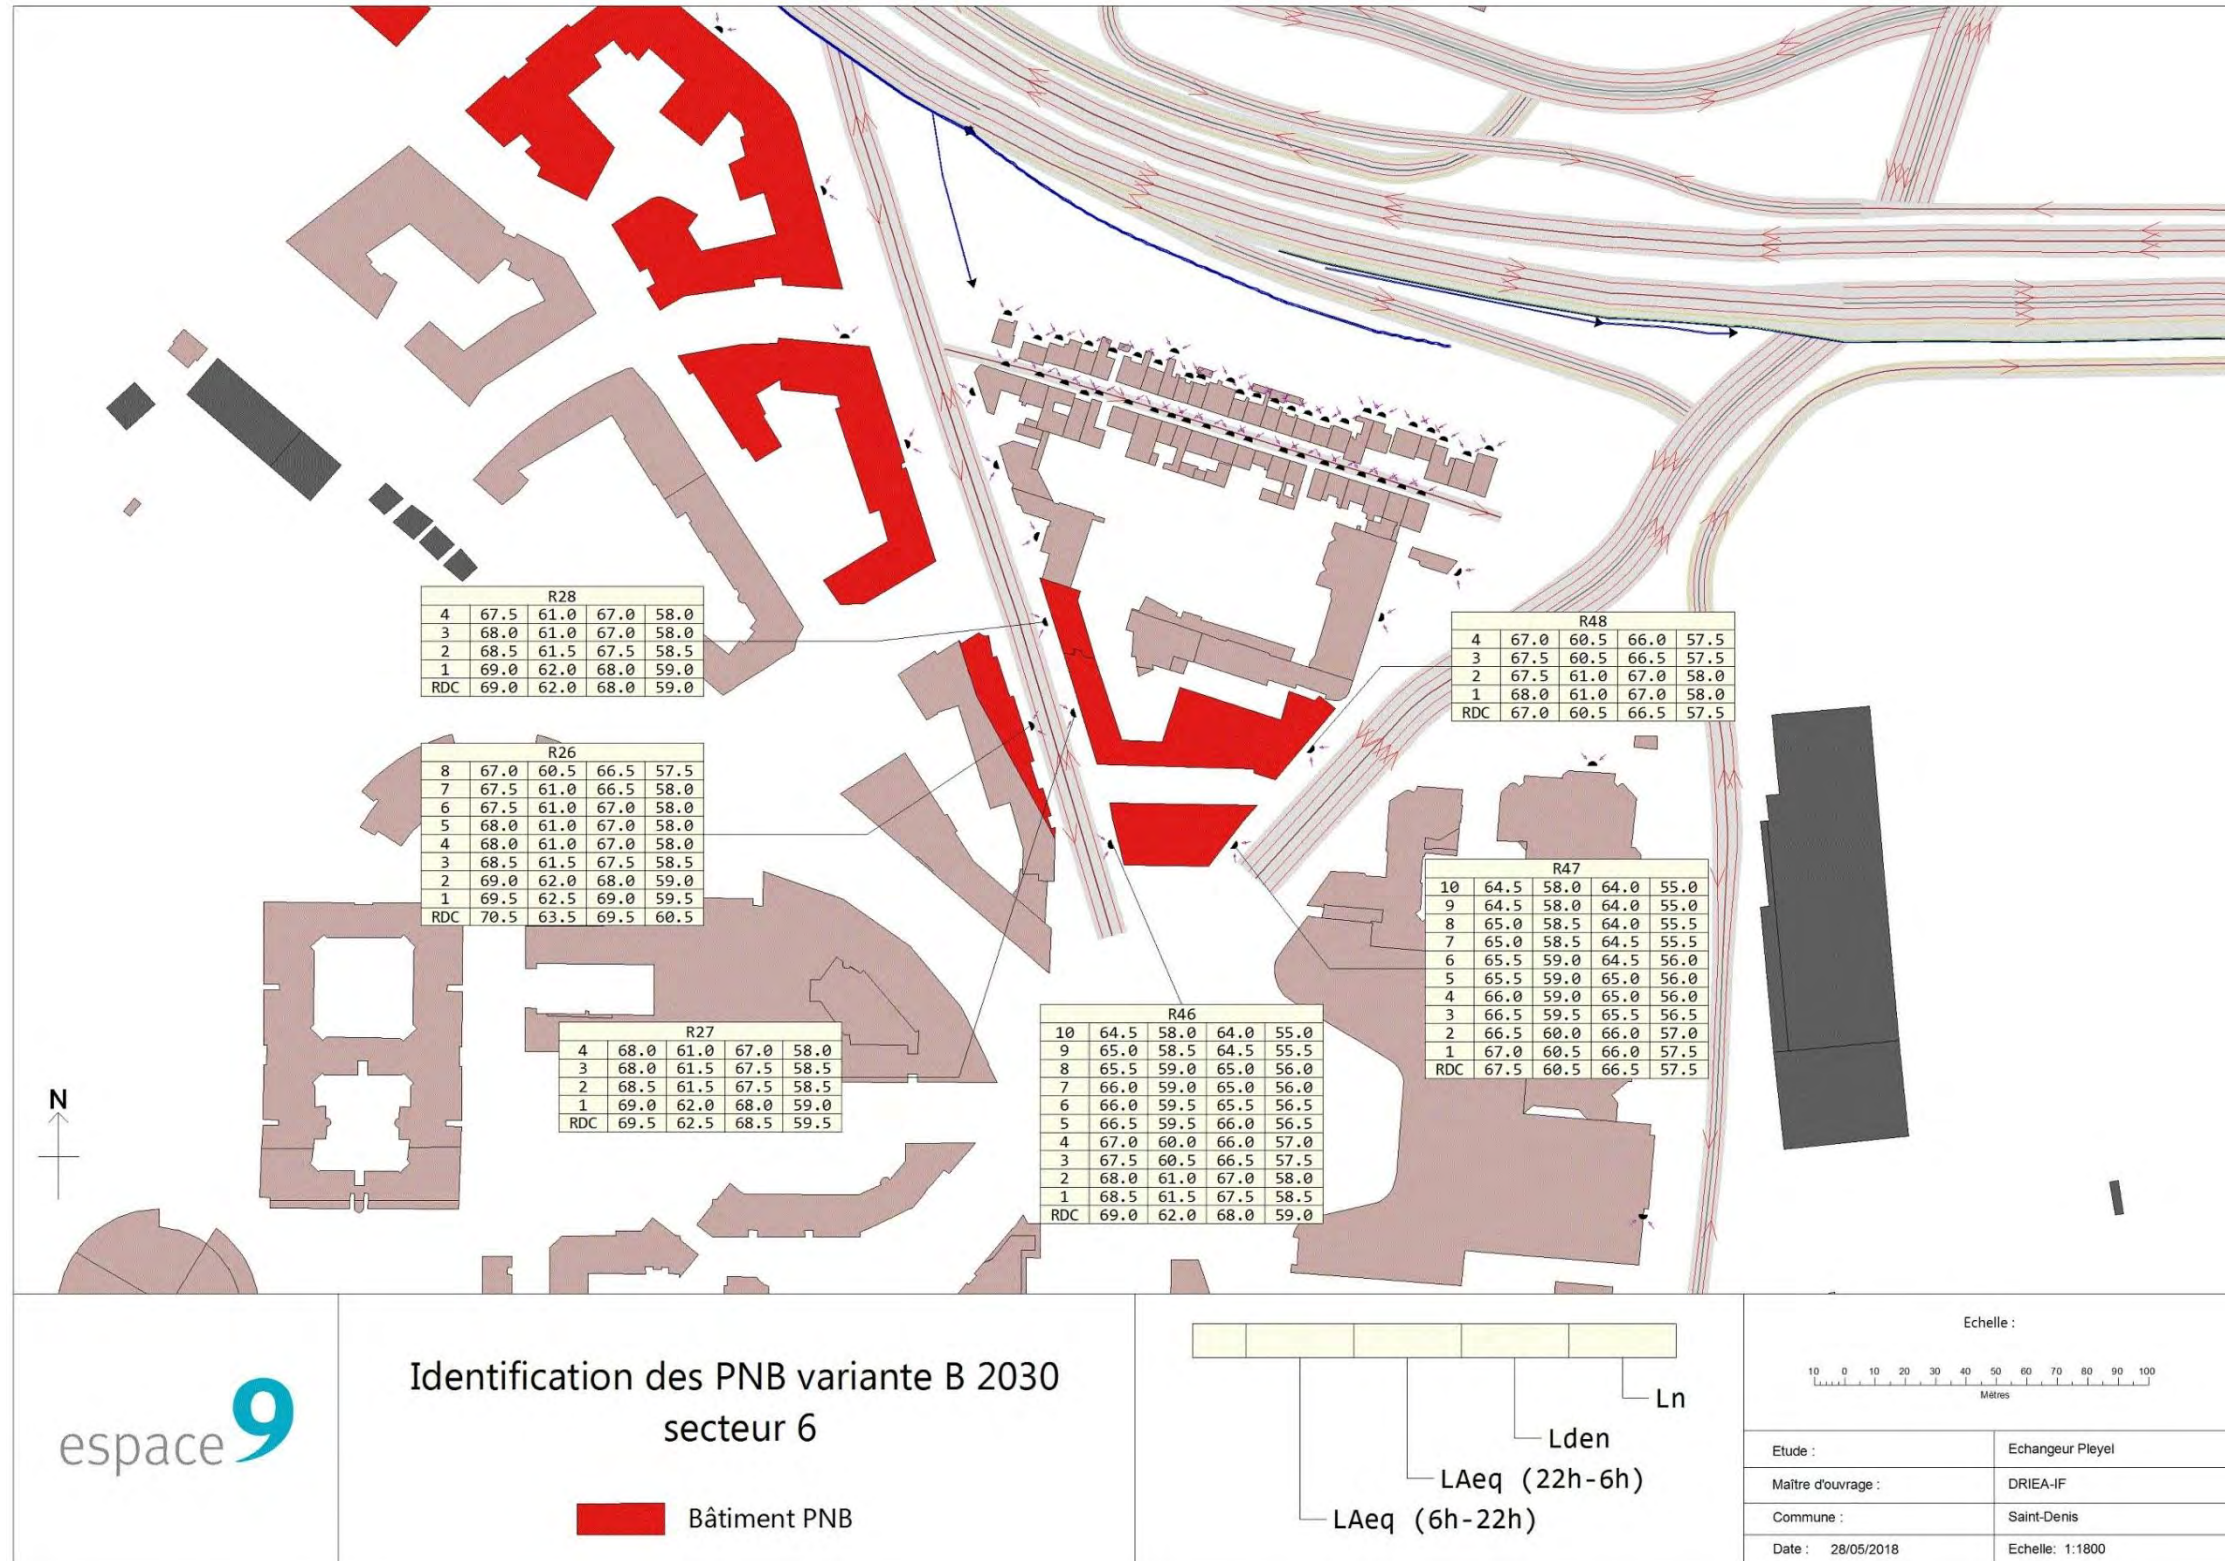 R28
4 67.5 61.0 67.0 58.0
3 68.0 61.0 67.0 58.0
2 68.5 61.5 67.5 58.5
1 69.0 62.0 68.0 59.0
RDC 69.0 62.0 68.0 59.0
R48
4 67.0 60.5 66.0 57.5
3 67.5 60.5 66.5 57.5
2 67.5 61.0 67.0 58.0
1 68.0 61.0 67.0 58.0
RDC 67.0 60.5 66.5 57.5
R26
8 67.0 60.5 66.5 57.5
7 67.5 61.0 66.5 58.0
6 67.5 61.0 67.0 58.0
5 68.0 61.0 67.0 58.0
4 68.0 61.0 67.0 58.0
3 68.5 61.5 67.5 58.5
2 69.0 62.0 68.0 59.0
1 69.5 62.5 69.0 59.5
RDC 70.5 63.5 69.5 60.5
R47
10 64.5 58.0 64.0 55.0
9 64.5 58.0 64.0 55.0
8 65.0 58.5 64.0 55.5
7 65.0 58.5 64.5 55.5
6 65.5 59.0 64.5 56.0
5 65.5 59.0 65.0 56.0
4 66.0 59.0 65.0 56.0
3 66.5 59.5 65.5 56.5
2 66.5 60.0 66.0 57.0
1 67.0 60.5 66.0 57.5
RDC 67.5 60.5 66.5 57.5
R27
4 68.0 61.0 67.0 58.0
3 68.0 61.5 67.5 58.5
2 68.5 61.5 67.5 58.5
1 69.0 62.0 68.0 59.0
RDC 69.5 62.5 68.5 59.5
R46
10 64.5 58.0 64.0 55.0
9 65.0 58.5 64.5 55.5
8 65.5 59.0 65.0 56.0
7 66.0 59.0 65.0 56.0
6 66.0 59.5 65.5 56.5
5 66.5 59.5 66.0 56.5
4 67.0 60.0 66.0 57.0
3 67.5 60.5 66.5 57.5
2 68.0 61.0 67.0 58.0
1 68.5 61.5 67.5 58.5
RDC 69.0 62.0 68.0 59.0
N
espace 9
Identification des PNB variante B 2030
secteur 6
Bâtiment PNB
Ln
Lden
LAeq (22h-6h)
LAeq (6h-22h)
Echelle :
10 0 10 20 30 40 50 60 70 80 90 100
Mètres
Etude : Echangeur Pleyel
Maître d'ouvrage : DRIEA-IF
Commune : Saint-Denis
Date : 28/05/2018 Echelle: 1:1800